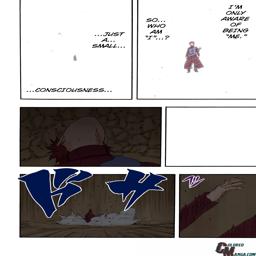 I'M
ONLY
AWARE
OF
BEING
"ME."
SO...
WHO
AM
"I"...?
...JUST
A...
SMALL...
...CONSCIOUSNESS...
COLORED
MANGA.COM